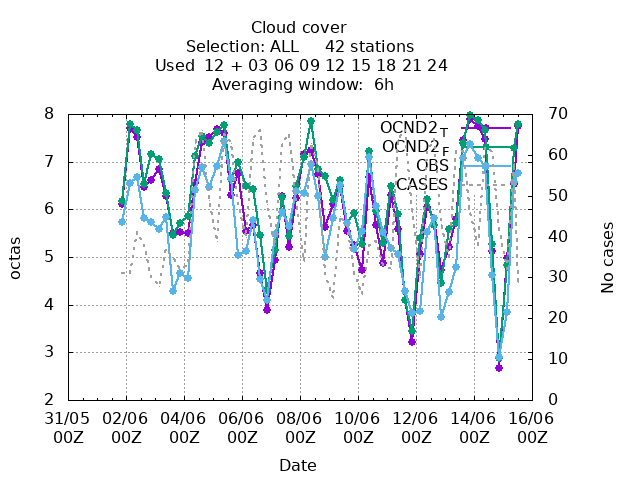 Cloud cover
Selection: ALL 42 stations
Used 12 + 03 06 09 12 15 18 21 24
Averaging window: 6h
8 70
OCND2T
OCND2F
OBS
CASES
7 60
6 50
5 40
4 30
3 20
2 10
0
octas
No cases
31/05 02/06 04/06 06/06 08/06 10/06 12/06 14/06 16/06
00Z 00Z 00Z 00Z 00Z 00Z 00Z 00Z 00Z
Date